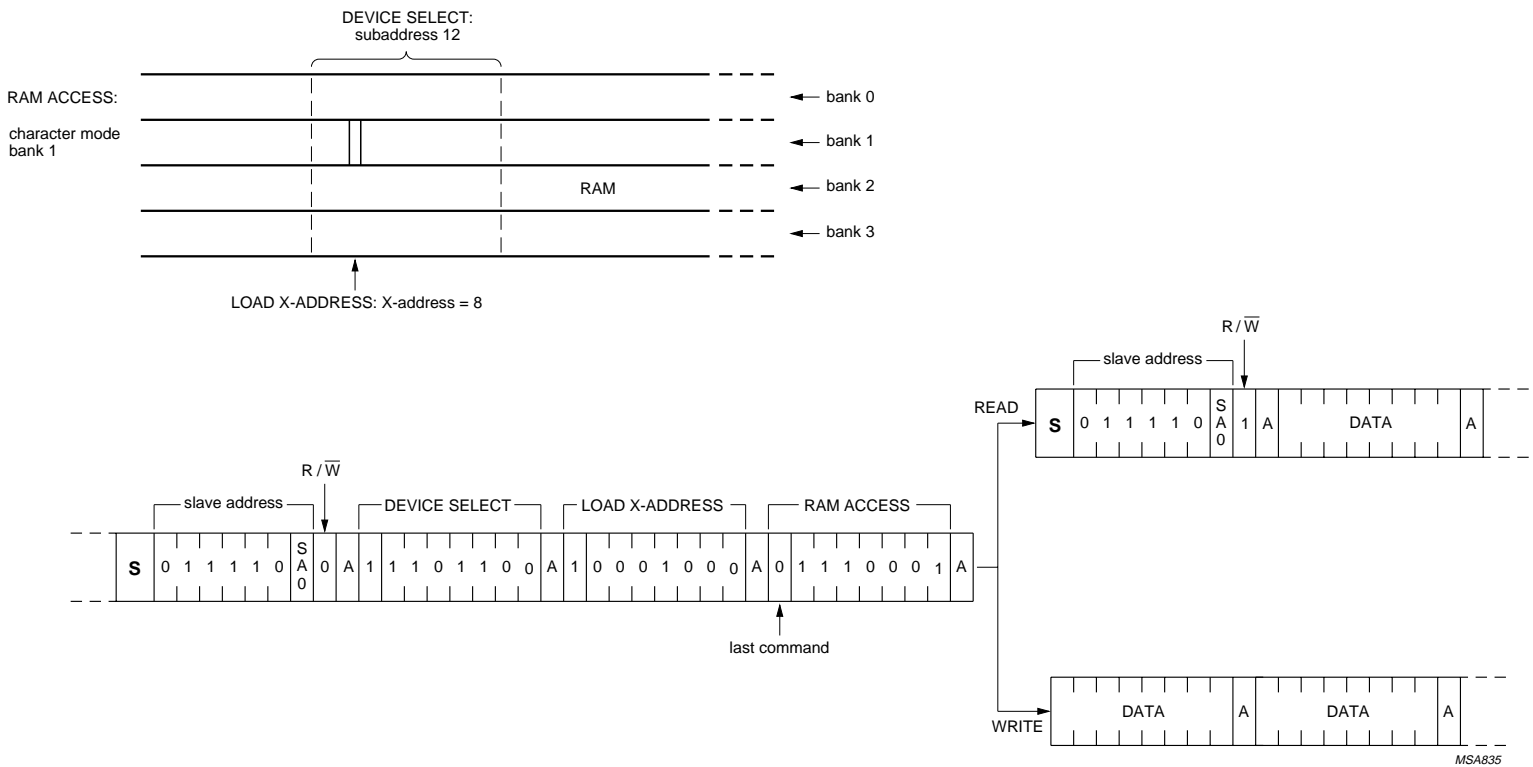 DEVICE SELECT:
subaddress 12
RAM ACCESS:
bank 0
character mode
bank 1
bank 1
RAM
bank 2
bank 3
LOAD X-ADDRESS: X-address = 8
R / W̅
slave address
READ
S 0 1 1 1 1 0 SA0 1 A DATA A
R / W̅
slave address DEVICE SELECT LOAD X-ADDRESS RAM ACCESS
S 0 1 1 1 1 0 SA0 0 A 1 1 1 0 1 1 0 0 A 1 0 0 0 1 0 0 0 A 0 1 1 1 0 0 0 1 A
last command
DATA A DATA A
WRITE
MSA835